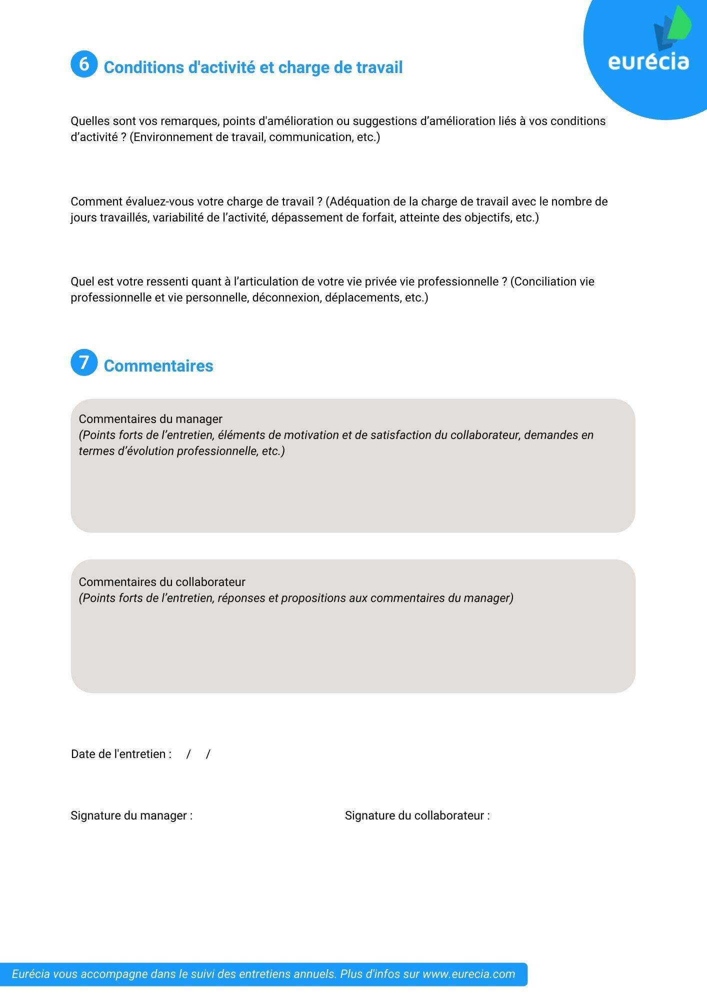 eurécia
6 Conditions d'activité et charge de travail
Quelles sont vos remarques, points d'amélioration ou suggestions d’amélioration liés à vos conditions
d’activité ? (Environnement de travail, communication, etc.)
Comment évaluez-vous votre charge de travail ? (Adéquation de la charge de travail avec le nombre de
jours travaillés, variabilité de l’activité, dépassement de forfait, atteinte des objectifs, etc.)
Quel est votre ressenti quant à l’articulation de votre vie privée vie professionnelle ? (Conciliation vie
professionnelle et vie personnelle, déconnexion, déplacements, etc.)
7 Commentaires
Commentaires du manager
(Points forts de l’entretien, éléments de motivation et de satisfaction du collaborateur, demandes en
termes d’évolution professionnelle, etc.)
Commentaires du collaborateur
(Points forts de l’entretien, réponses et propositions aux commentaires du manager)
Date de l'entretien : / /
Signature du manager :
Signature du collaborateur :
Eurécia vous accompagne dans le suivi des entretiens annuels. Plus d'infos sur www.eurecia.com